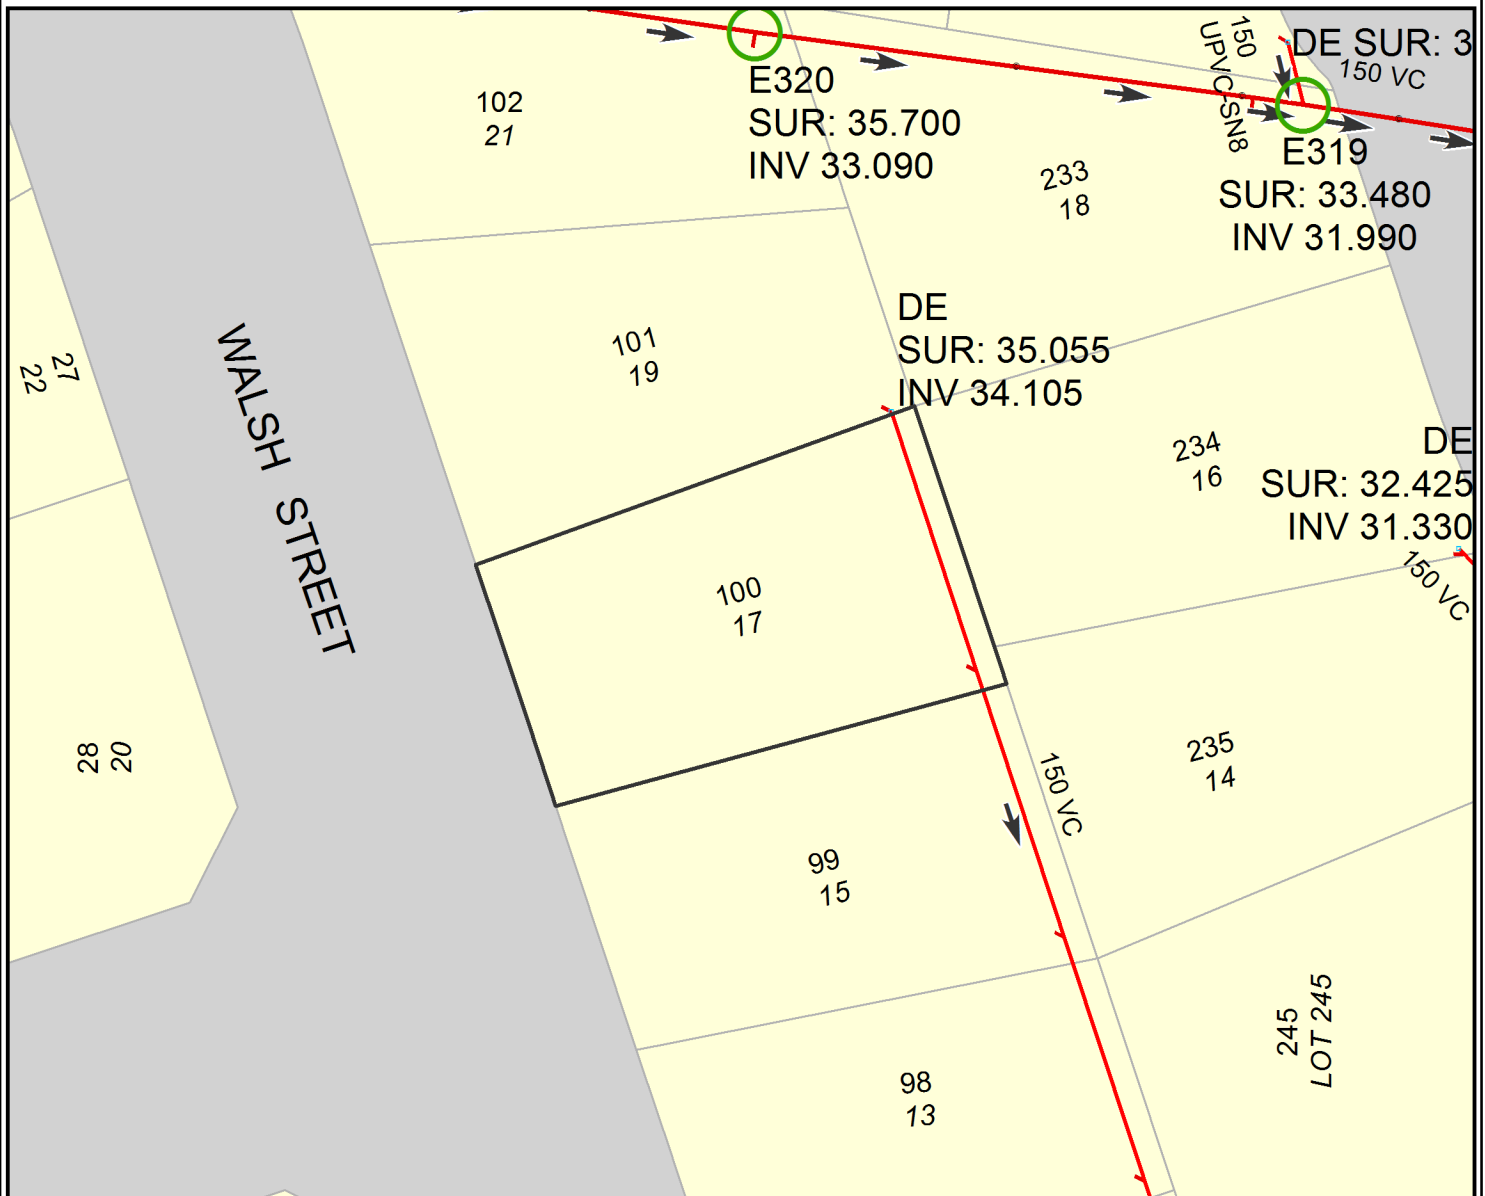 150
UPVC-SN8
DE SUR: 3
150 VC
E320
SUR: 35.700
INV 33.090
102
21
E319
SUR: 33.480
INV 31.990
233
18
DE
SUR: 35.055
INV 34.105
101
19
27
22
WALSH STREET
234
16
DE
SUR: 32.425
INV 31.330
150 VC
100
17
28
20
235
14
150 VC
99
15
245
LOT 245
98
13